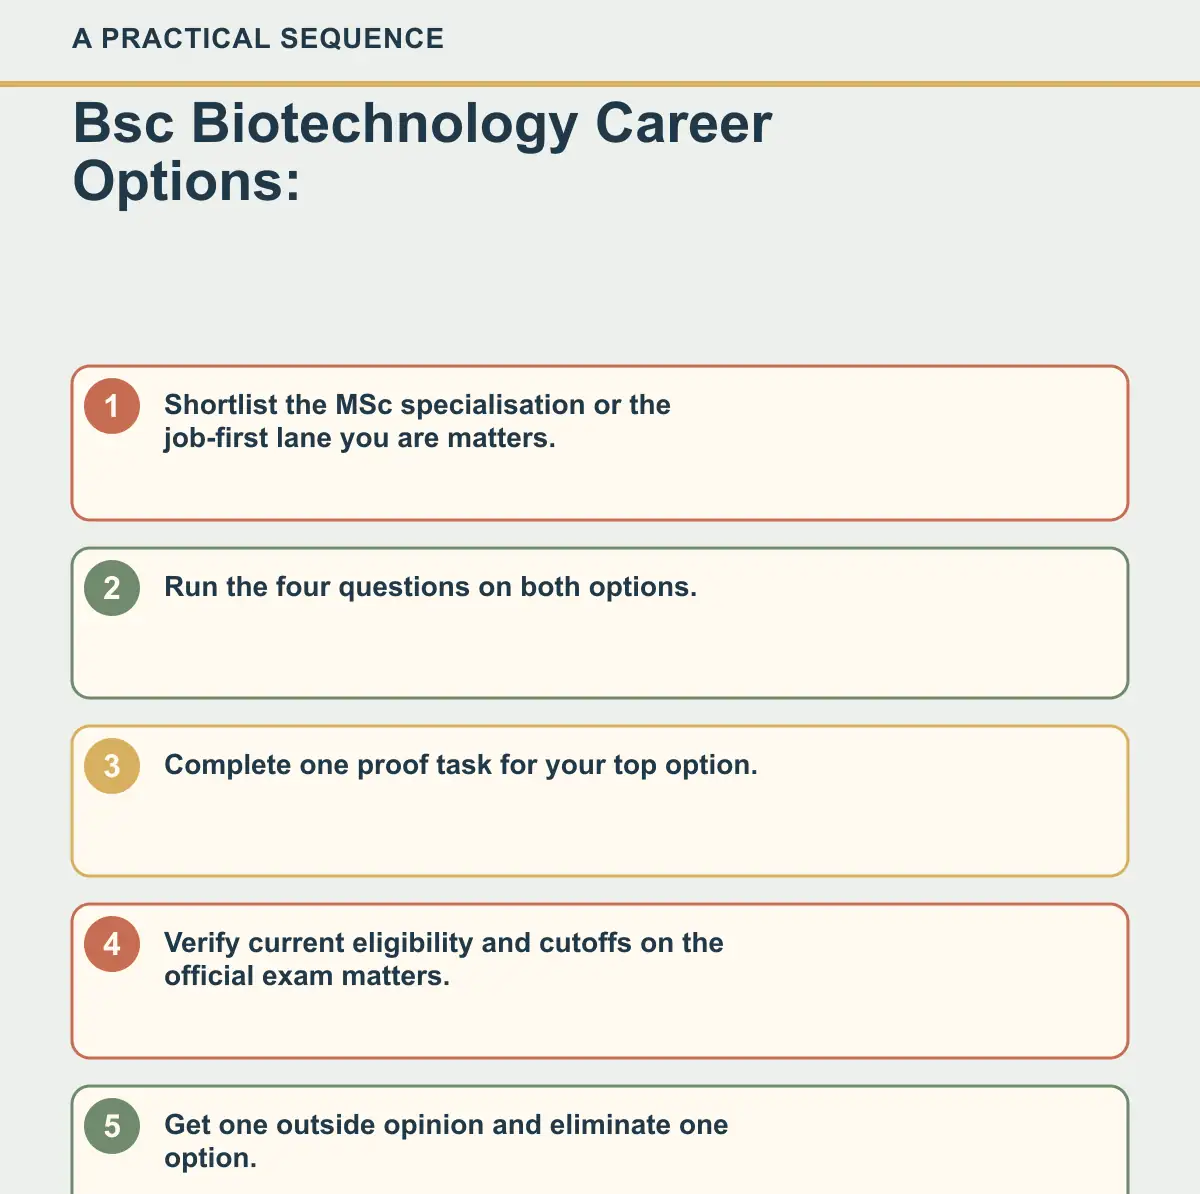 A PRACTICAL SEQUENCE
Bsc Biotechnology Career
Options:
1
Shortlist the MSc specialisation or the
job-first lane you are matters.
2
Run the four questions on both options.
3
Complete one proof task for your top option.
4
Verify current eligibility and cutoffs on the
official exam matters.
5
Get one outside opinion and eliminate one
option.